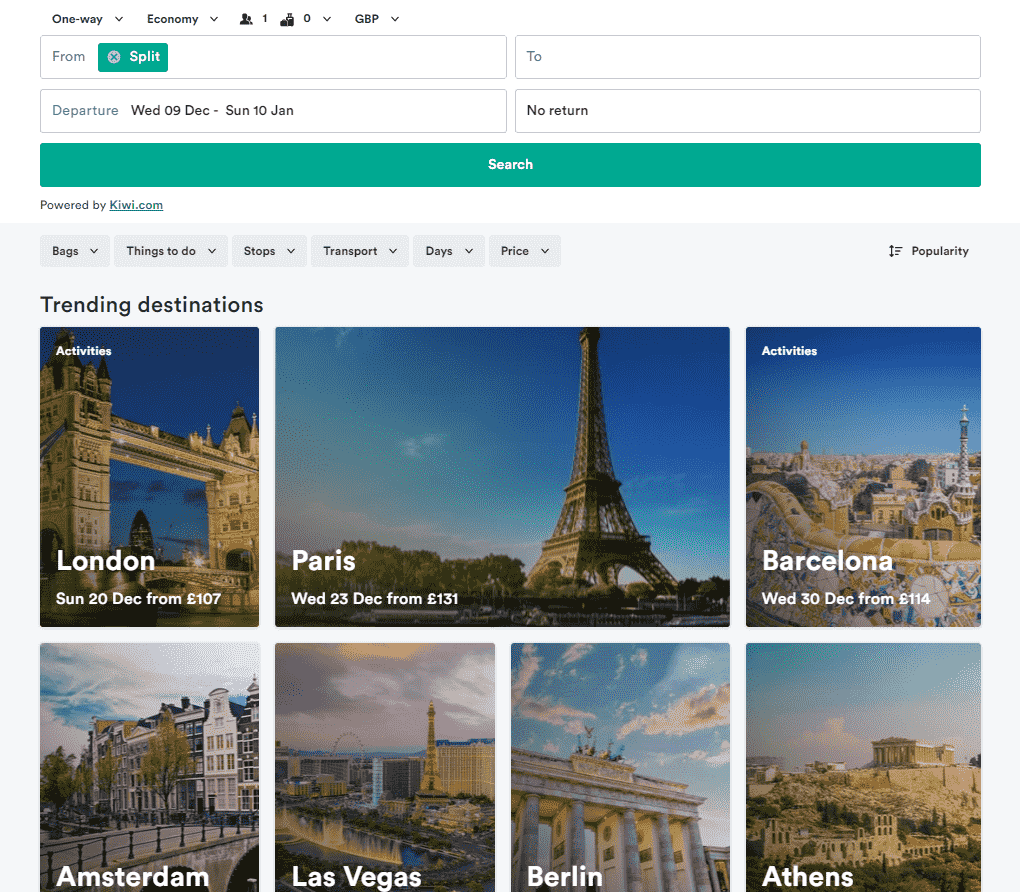 One-way Economy 1 0 GBP
From Split To
Departure Wed 09 Dec - Sun 10 Jan No return
Search
Powered by Kiwi.com
Bags Things to do Stops Transport Days Price Popularity
Trending destinations
Activities
London
Sun 20 Dec from £107
Paris
Wed 23 Dec from £131
Activities
Barcelona
Wed 30 Dec from £114
Amsterdam
Las Vegas
Berlin
Athens